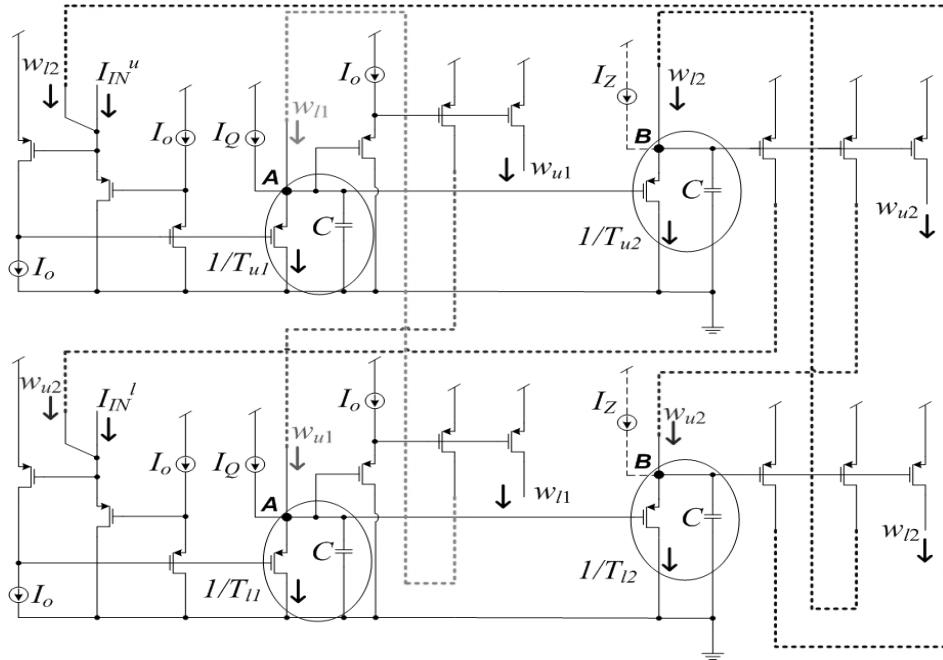 w_l2
I_IN^u
I_o
I_Q
w_l1
I_o
I_Z
w_l2
A
B
C
C
w_u1
w_u2
1/T_u1
1/T_u2
I_o
w_u2
I_IN^l
I_o
I_Q
w_u1
I_o
I_Z
w_u2
A
B
C
C
w_l1
w_l2
1/T_l1
1/T_l2
I_o